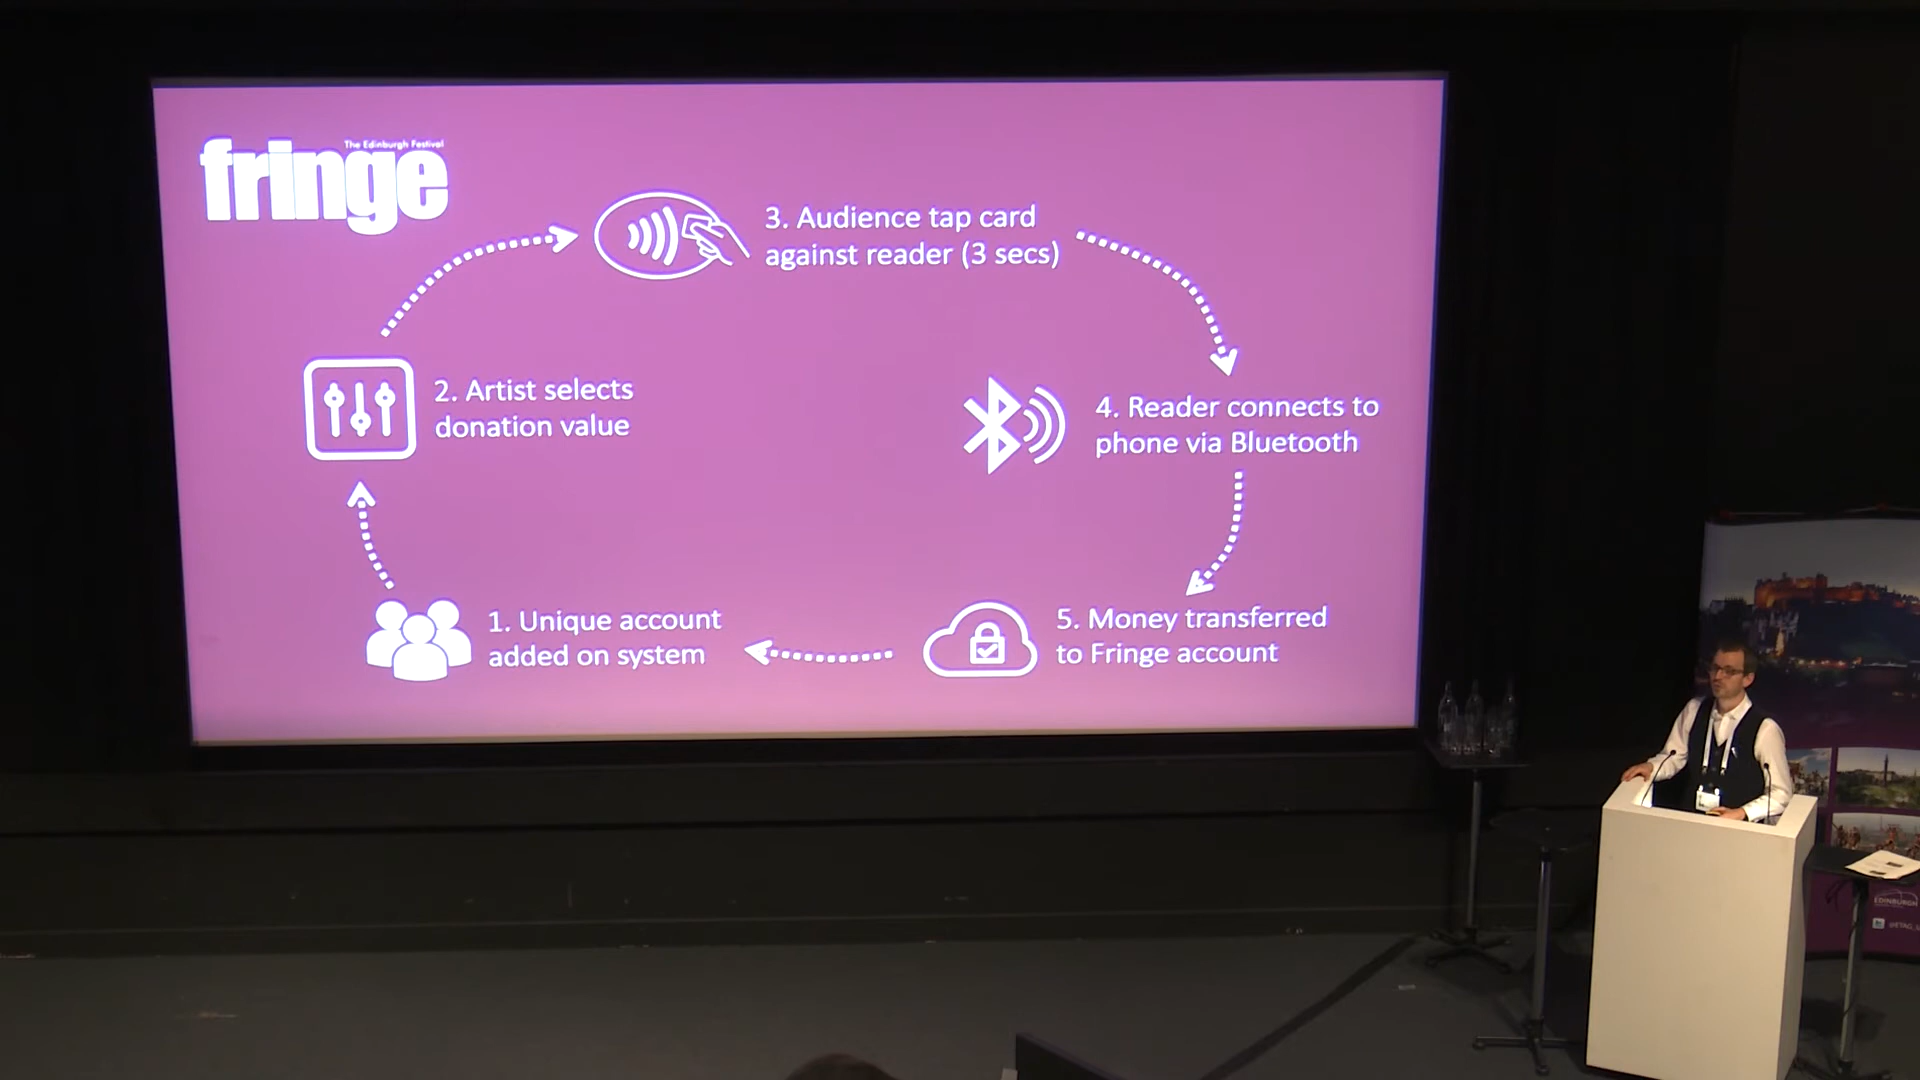 The Edinburgh Festival
fringe
3. Audience tap card
against reader (3 secs)
2. Artist selects
donation value
4. Reader connects to
phone via Bluetooth
1. Unique account
added on system
5. Money transferred
to Fringe account
EDINBURGH